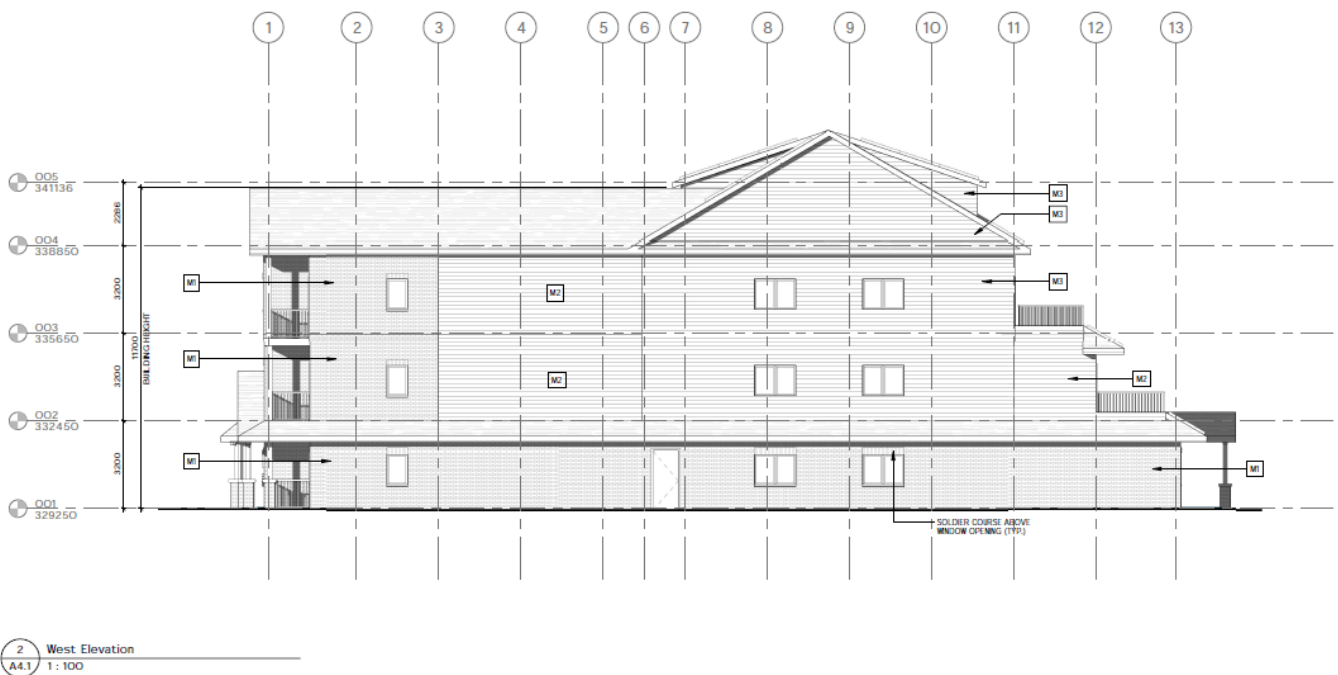 1 2 3 4 5 6 7 8 9 10 11 12 13
005
341136
M3
2286
M3
004
338850
M1
M2
M3
3200
003
335650
11700
BUILDING HEIGHT
M1
M2
M2
3200
002
332450
M1
M1
3200
001
329250
SOLDIER COURSE ABOVE
WINDOW OPENING (TYP.)
2 West Elevation
A4.1 1 : 100